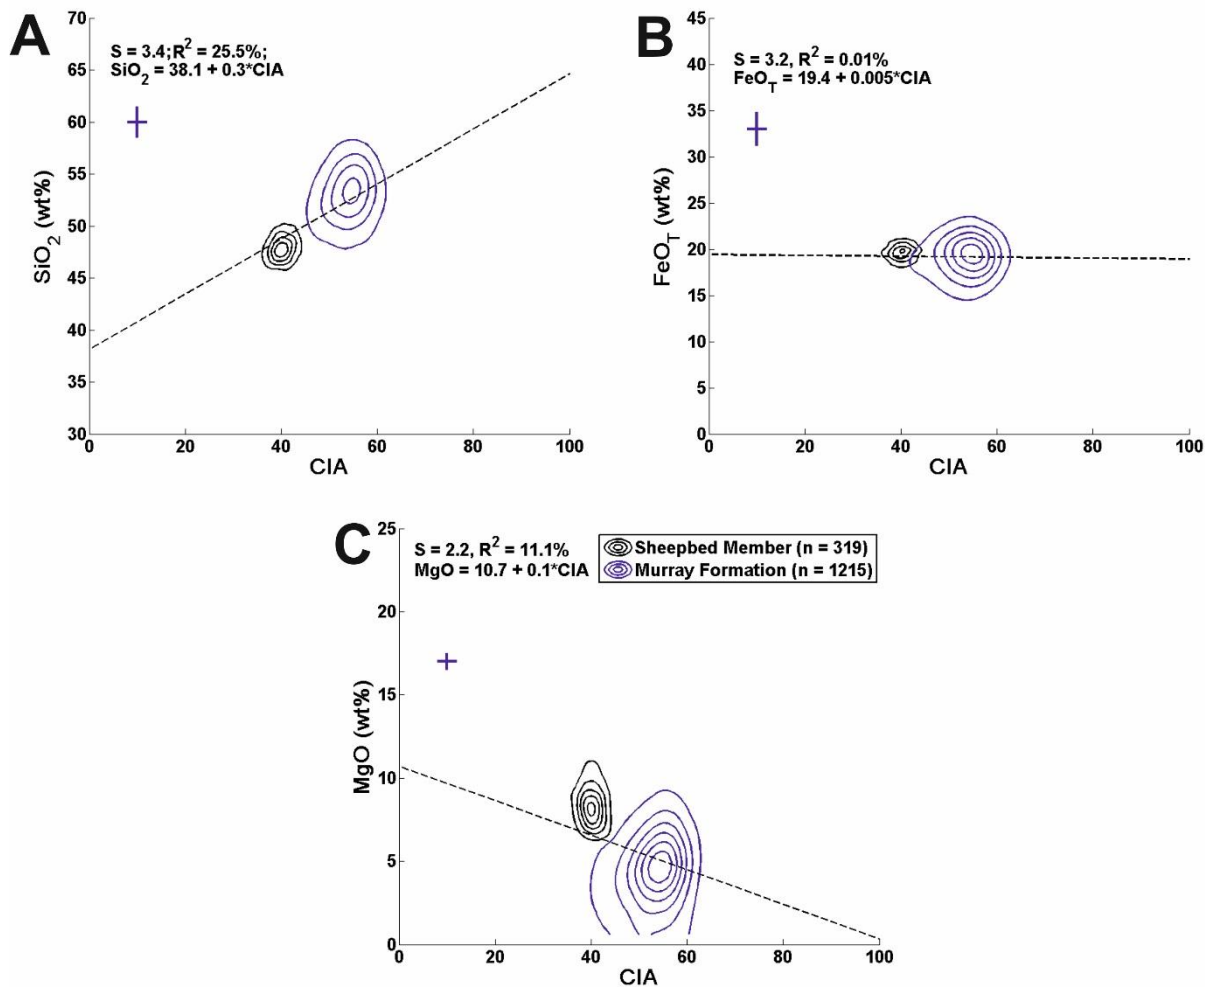 A
S = 3.4; R² = 25.5%;
SiO₂ = 38.1 + 0.3*CIA
SiO₂ (wt%)
70
65
60
55
50
45
40
35
30
0 20 40 60 80 100
CIA
B
S = 3.2, R² = 0.01%
FeO_T = 19.4 + 0.005*CIA
FeO_T (wt%)
45
40
35
30
25
20
15
10
5
0
0 20 40 60 80 100
CIA
C
S = 2.2, R² = 11.1%
MgO = 10.7 + 0.1*CIA
Sheepbed Member (n = 319)
Murray Formation (n = 1215)
MgO (wt%)
25
20
15
10
5
0
0 20 40 60 80 100
CIA